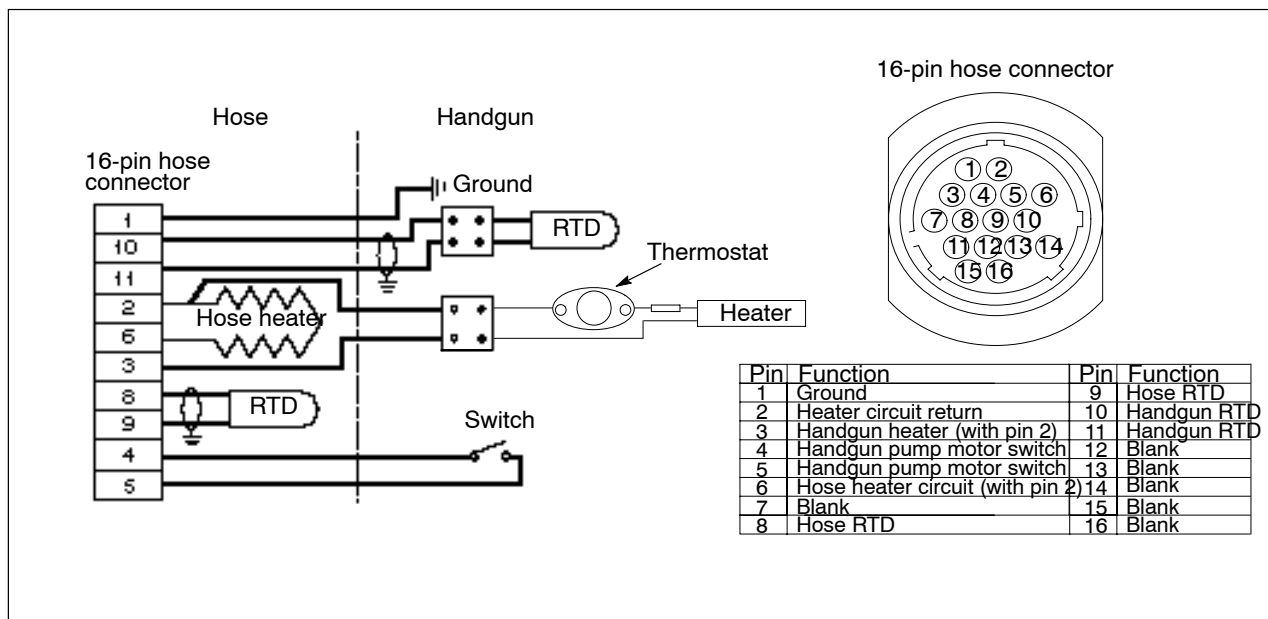 16-pin hose connector
Hose
Handgun
16-pin hose
connector
Ground
1
10
11
2
6
3
8
9
4
5
RTD
Thermostat
Hose heater
Heater
RTD
Switch
1 2
3 4 5 6
7 8 9 10
11 12 13 14
15 16
Pin Function Pin Function
1 Ground 9 Hose RTD
2 Heater circuit return 10 Handgun RTD
3 Handgun heater (with pin 2) 11 Handgun RTD
4 Handgun pump motor switch 12 Blank
5 Handgun pump motor switch 13 Blank
6 Hose heater circuit (with pin 2) 14 Blank
7 Blank 15 Blank
8 Hose RTD 16 Blank